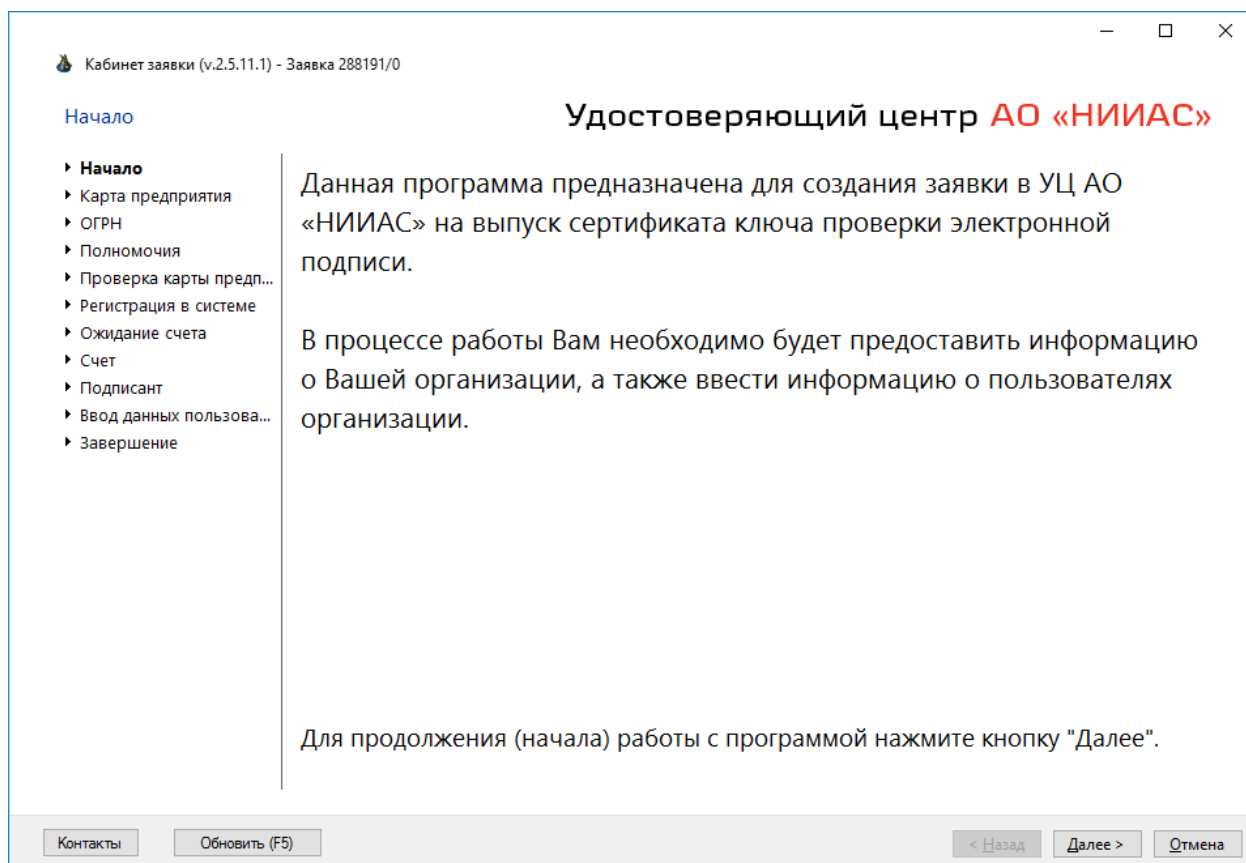 Кабинет заявки (v.2.5.11.1) - Заявка 288191/0
Начало
Удостоверяющий центр АО «НИИАС»
Начало
Карта предприятия
ОГРН
Полномочия
Проверка карты предп...
Регистрация в системе
Ожидание счета
Счет
Подписант
Ввод данных пользова...
Завершение
Данная программа предназначена для создания заявки в УЦ АО
«НИИАС» на выпуск сертификата ключа проверки электронной
подписи.
В процессе работы Вам необходимо будет предоставить информацию
о Вашей организации, а также ввести информацию о пользователях
организации.
Для продолжения (начала) работы с программой нажмите кнопку "Далее".
Контакты
Обновить (F5)
< Назад
Далее >
Отмена